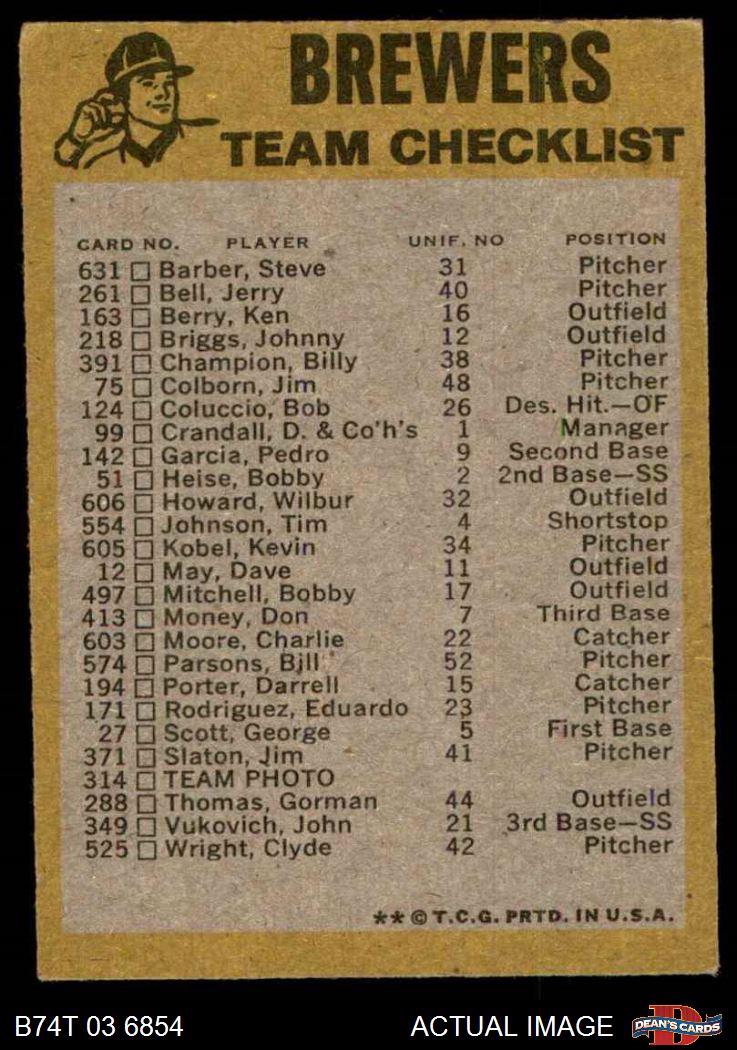 BREWERS
TEAM CHECKLIST
CARD NO. PLAYER UNIF. NO POSITION
631 Barber, Steve 31 Pitcher
261 Bell, Jerry 40 Pitcher
163 Berry, Ken 16 Outfield
218 Briggs, Johnny 12 Outfield
391 Champion, Billy 38 Pitcher
75 Colborn, Jim 48 Pitcher
124 Coluccio, Bob 26 Des. Hit.—OF
99 Crandall, D. & Co'h's 1 Manager
142 Garcia, Pedro 9 Second Base
51 Heise, Bobby 2 2nd Base—SS
606 Howard, Wilbur 32 Outfield
554 Johnson, Tim 4 Shortstop
605 Kobel, Kevin 34 Pitcher
12 May, Dave 11 Outfield
497 Mitchell, Bobby 17 Outfield
413 Money, Don 7 Third Base
603 Moore, Charlie 22 Catcher
574 Parsons, Bill 52 Pitcher
194 Porter, Darrell 15 Catcher
171 Rodriguez, Eduardo 23 Pitcher
27 Scott, George 5 First Base
371 Slaton, Jim 41 Pitcher
314 TEAM PHOTO
288 Thomas, Gorman 44 Outfield
349 Vukovich, John 21 3rd Base—SS
525 Wright, Clyde 42 Pitcher
** © T.C.G. PRTD. IN U.S.A.
B74T 03 6854 ACTUAL IMAGE DEAN'S CARDS